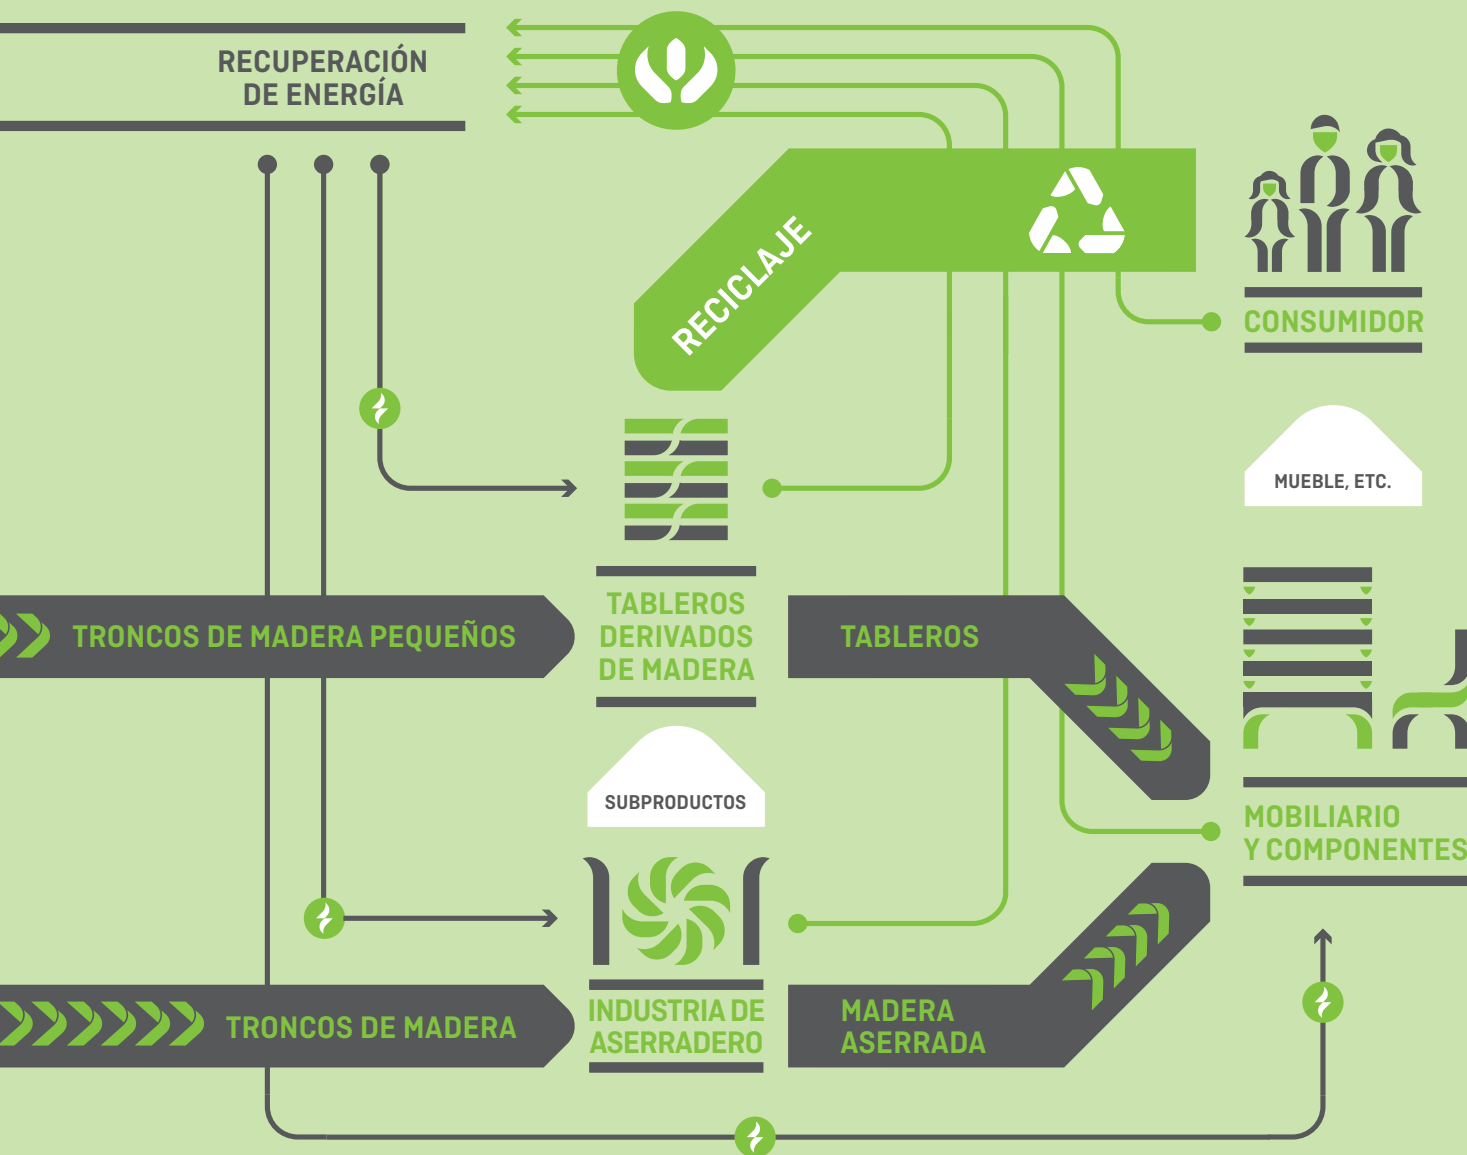 RECUPERACIÓN
DE ENERGÍA
RECICLAJE
CONSUMIDOR
MUEBLE, ETC.
TRONCOS DE MADERA PEQUEÑOS
TABLEROS
DERIVADOS
DE MADERA
TABLEROS
SUBPRODUCTOS
MOBILIARIO
Y COMPONENTES
TRONCOS DE MADERA
INDUSTRIA DE
ASERRADERO
MADERA
ASERRADA